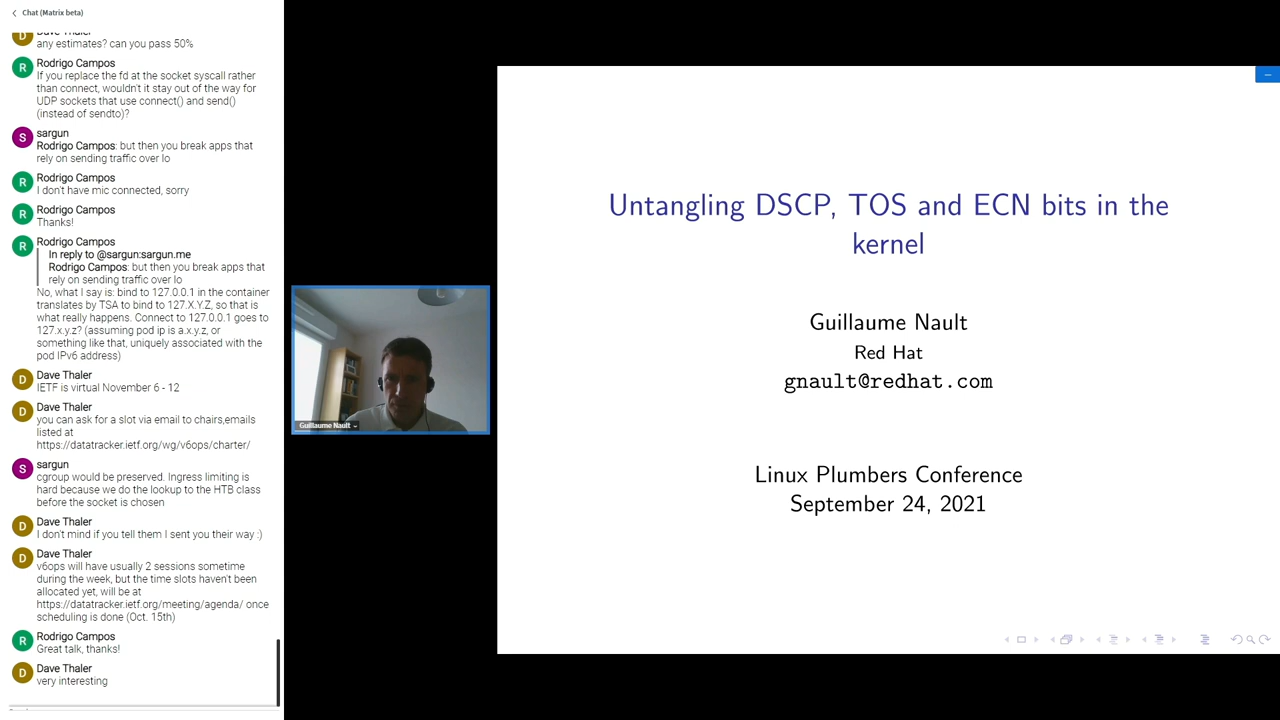 Chat (Matrix beta)
Dave Thaler
any estimates? can you pass 50%
Rodrigo Campos
If you replace the fd at the socket syscall rather
than connect, wouldn't it stay out of the way for
UDP sockets that use connect() and send()
(instead of sendto)?
sargun
Rodrigo Campos: but then you break apps that
rely on sending traffic over lo
Rodrigo Campos
I don't have mic connected, sorry
Rodrigo Campos
Thanks!
Rodrigo Campos
In reply to @sargun:sargun.me
Rodrigo Campos: but then you break apps that
rely on sending traffic over lo
No, what I say is: bind to 127.0.0.1 in the container
translates by TSA to bind to 127.X.Y.Z, so that is
what really happens. Connect to 127.0.0.1 goes to
127.x.y.z? (assuming pod ip is a.x.y.z, or
something like that, uniquely associated with the
pod IPv6 address)
Dave Thaler
IETF is virtual November 6 - 12
Dave Thaler
you can ask for a slot via email to chairs,emails
listed at
https://datatracker.ietf.org/wg/v6ops/charter/
sargun
cgroup would be preserved. Ingress limiting is
hard because we do the lookup to the HTB class
before the socket is chosen
Dave Thaler
I don't mind if you tell them I sent you their way :)
Dave Thaler
v6ops will have usually 2 sessions sometime
during the week, but the time slots haven't been
allocated yet, will be at
https://datatracker.ietf.org/meeting/agenda/ once
scheduling is done (Oct. 15th)
Rodrigo Campos
Great talk, thanks!
Dave Thaler
very interesting
Guillaume Nault
Untangling DSCP, TOS and ECN bits in the
kernel
Guillaume Nault
Red Hat
gnault@redhat.com
Linux Plumbers Conference
September 24, 2021